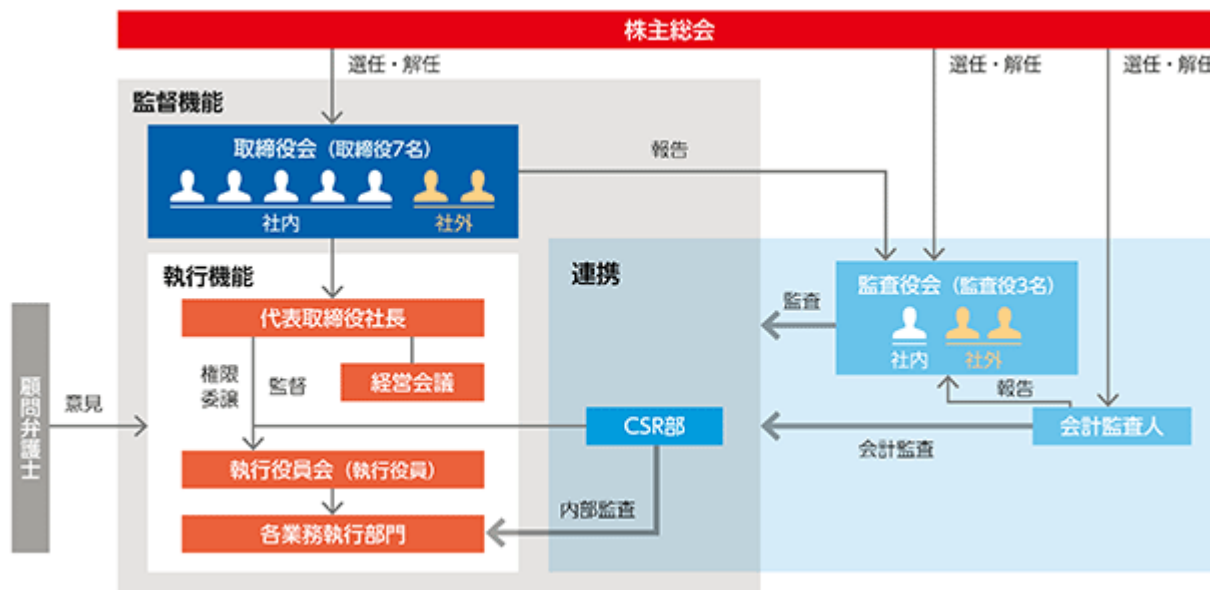 株主総会
選任・解任
選任・解任
選任・解任
監督機能
取締役会（取締役7名）
社内
社外
報告
執行機能
代表取締役社長
権限
委譲
監督
経営会議
執行役員会（執行役員）
各業務執行部門
顧問弁護士
意見
連携
監査役会（監査役3名）
社内
社外
監査
報告
CSR部
会計監査人
会計監査
内部監査